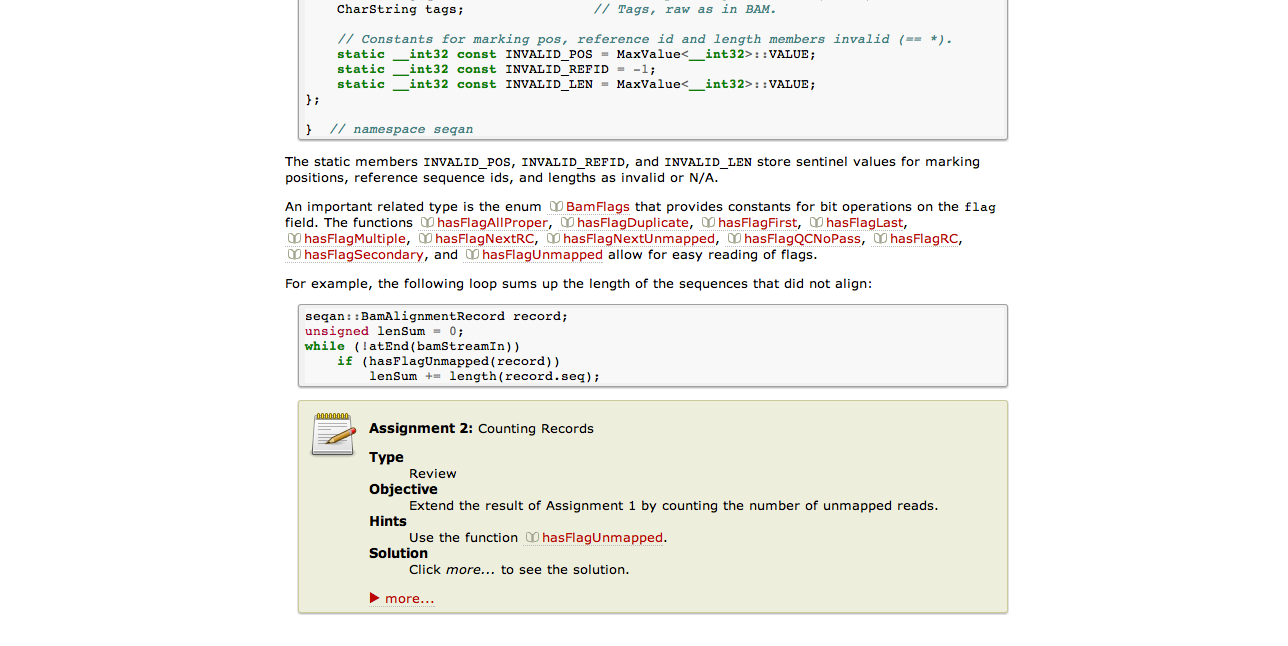 CharString tags;                // Tags, raw as in BAM.
// Constants for marking pos, reference id and length members invalid (== *).
static __int32 const INVALID_POS = MaxValue<__int32>::VALUE;
static __int32 const INVALID_REFID = -1;
static __int32 const INVALID_LEN = MaxValue<__int32>::VALUE;
};
}  // namespace seqan
The static members INVALID_POS, INVALID_REFID, and INVALID_LEN store sentinel values for marking
positions, reference sequence ids, and lengths as invalid or N/A.
An important related type is the enum BamFlags that provides constants for bit operations on the flag
field. The functions hasFlagAllProper, hasFlagDuplicate, hasFlagFirst, hasFlagLast,
hasFlagMultiple, hasFlagNextRC, hasFlagNextUnmapped, hasFlagQCNoPass, hasFlagRC,
hasFlagSecondary, and hasFlagUnmapped allow for easy reading of flags.
For example, the following loop sums up the length of the sequences that did not align:
seqan::BamAlignmentRecord record;
unsigned lenSum = 0;
while (!atEnd(bamStreamIn))
if (hasFlagUnmapped(record))
lenSum += length(record.seq);
Assignment 2: Counting Records
Type
Review
Objective
Extend the result of Assignment 1 by counting the number of unmapped reads.
Hints
Use the function hasFlagUnmapped.
Solution
Click more... to see the solution.
more...